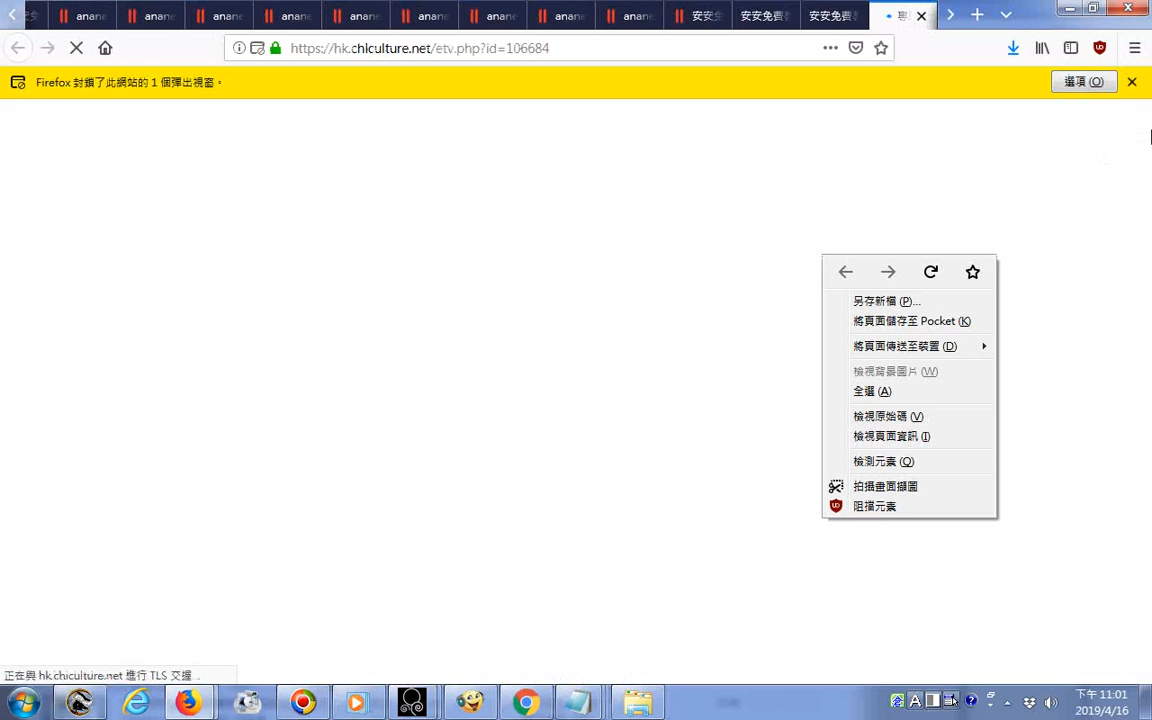 anane
anane
anane
anane
anane
anane
anane
anane
anane
安安免
安安免費
安安免費
https://hk.chiculture.net/etv.php?id=106684
Firefox 封鎖了此網站的 1 個彈出視窗。
選項 (O)
另存新檔 (P)...
將頁面儲存至 Pocket (K)
將頁面傳送至裝置 (D)
檢視背景圖片 (W)
全選 (A)
檢視原始碼 (V)
檢視頁面資訊 (I)
檢測元素 (Q)
拍攝畫面擷圖
阻擋元素
正在與 hk.chiculture.net 進行 TLS 交握...
下午 11:01
2019/4/16